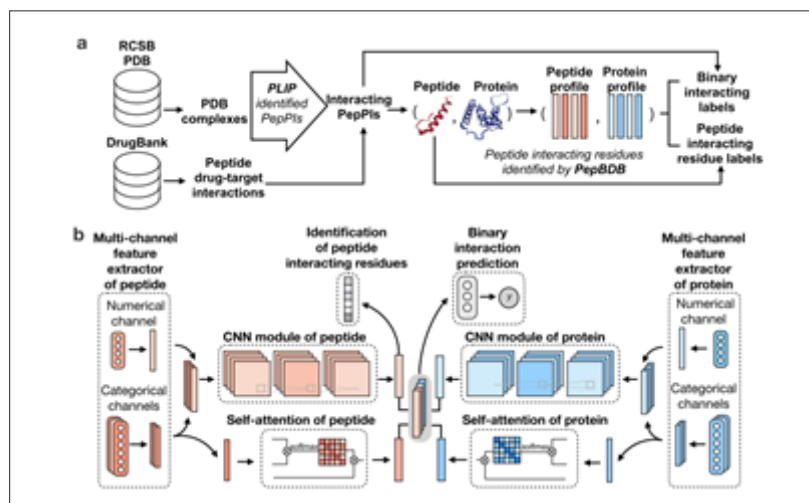 a
RCSB
PDB
PDB
complexes
DrugBank
Peptide
drug-target
interactions
PLIP
identified
PepPIs
Interacting
PepPIs
Peptide
Protein
( , )
Peptide
profile
Protein
profile
( , )
Peptide interacting residues
identified by PepBDB
Binary
interacting
labels
Peptide
interacting
residue labels
b
Multi-channel
feature
extractor
of peptide
Numerical
channel
Categorical
channels
Identification
of peptide
interacting residues
Binary
interaction
prediction
CNN module of peptide
CNN module of protein
Self-attention of peptide
Self-attention of protein
Multi-channel
feature
extractor
of protein
Numerical
channel
Categorical
channels